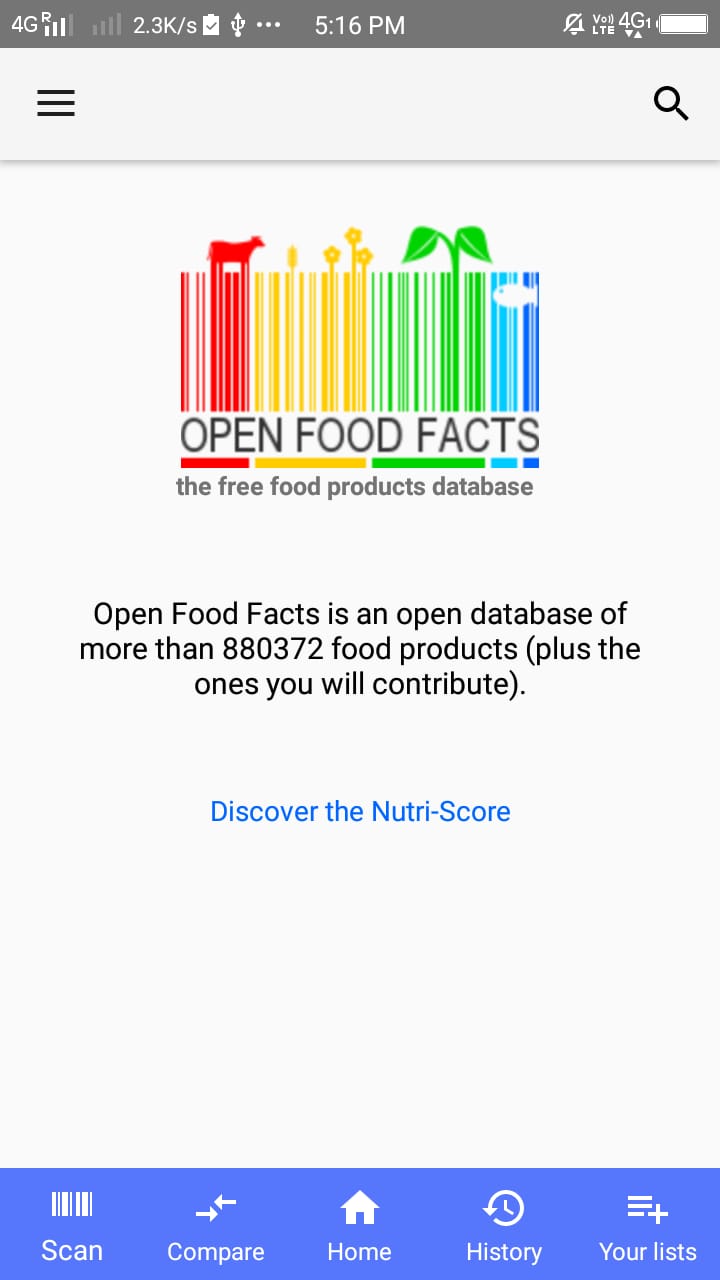 4G R 2.3K/s ... 5:16 PM VoLTE 4G1
OPEN FOOD FACTS
the free food products database
Open Food Facts is an open database of
more than 880372 food products (plus the
ones you will contribute).
Discover the Nutri-Score
Scan Compare Home History Your lists